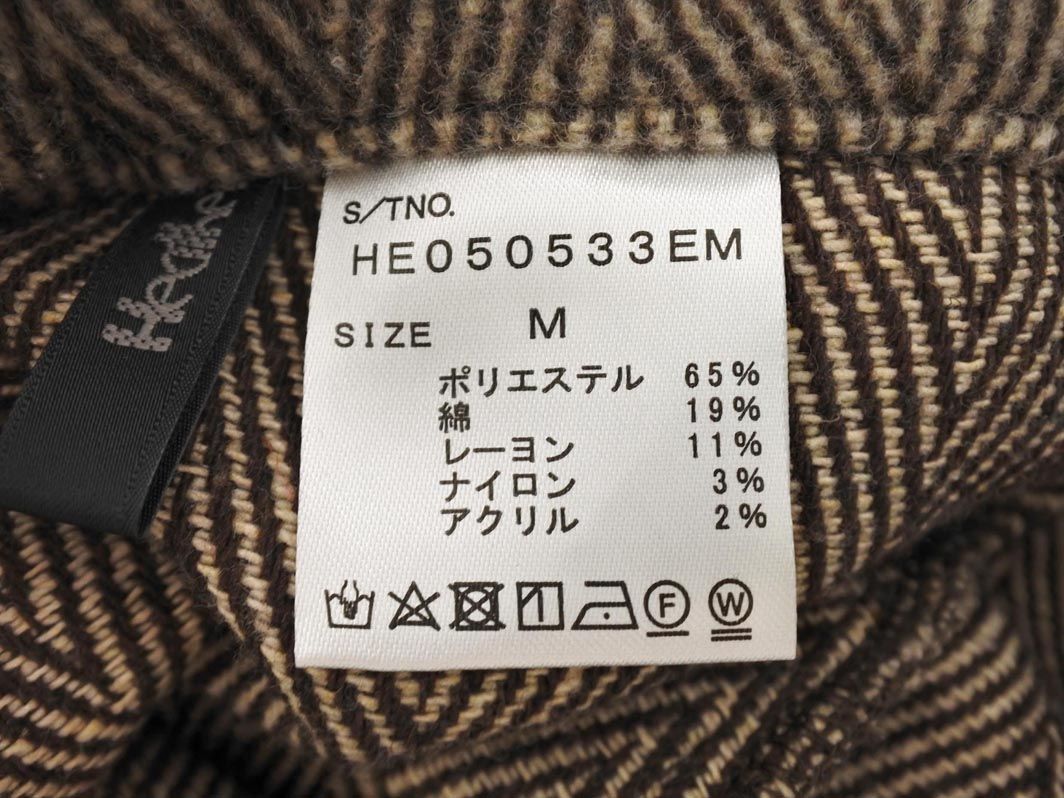 S/TNO.
HE050533EM
SIZE M
ポリエステル 65%
綿 19%
レーヨン 11%
ナイロン 3%
アクリル 2%
F W